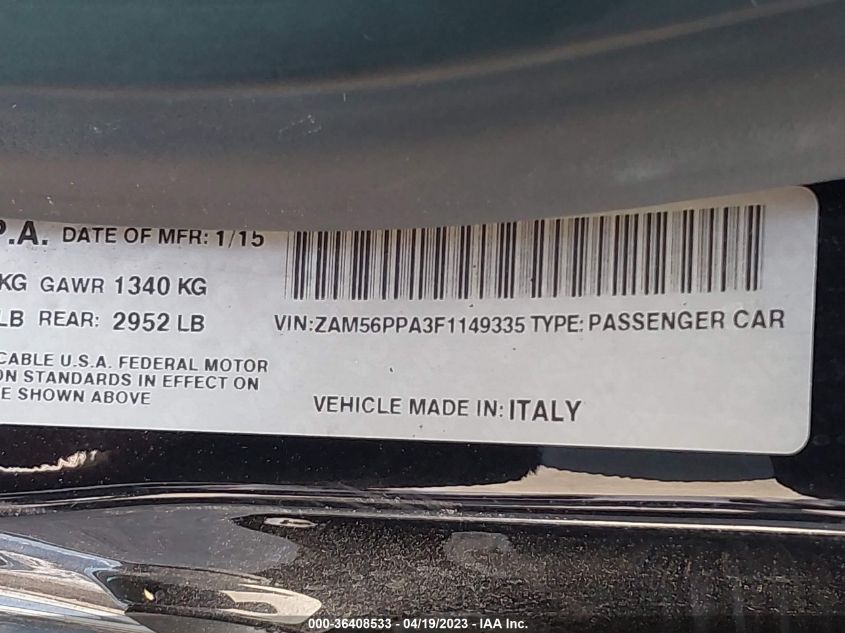 P.A. DATE OF MFR: 1/15
KG GAWR 1340 KG
LB REAR: 2952 LB
VIN:ZAM56PPA3F1149335 TYPE: PASSENGER CAR
CABLE U.S.A. FEDERAL MOTOR
ON STANDARDS IN EFFECT ON
E SHOWN ABOVE
VEHICLE MADE IN: ITALY
000-36408533 - 04/19/2023 - IAA Inc.